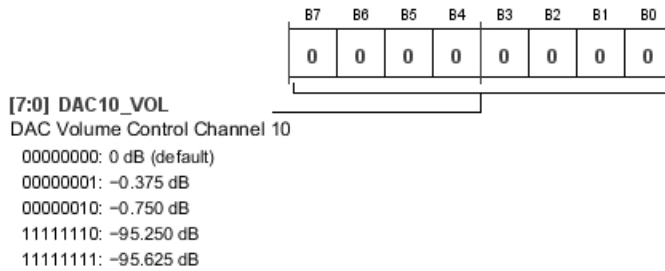 B7 B6 B5 B4 B3 B2 B1 B0
0 0 0 0 0 0 0 0
[7:0] DAC10_VOL
DAC Volume Control Channel 10
00000000: 0 dB (default)
00000001: −0.375 dB
00000010: −0.750 dB
11111110: −95.250 dB
11111111: −95.625 dB